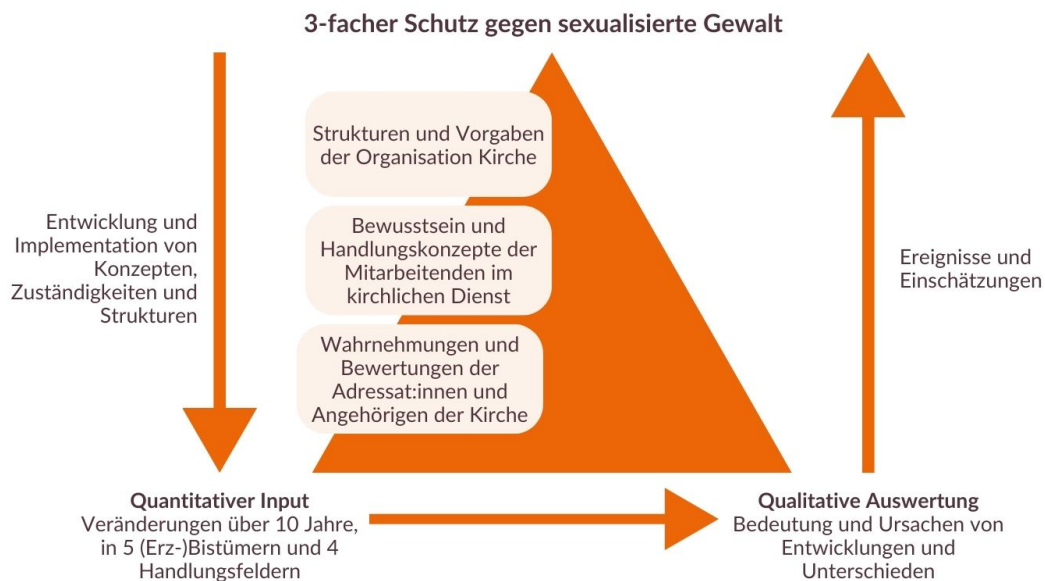 3-facher Schutz gegen sexualisierte Gewalt
Strukturen und Vorgaben
der Organisation Kirche
Bewusstsein und
Handlungskonzepte der
Mitarbeitenden im
kirchlichen Dienst
Wahrnehmungen und
Bewertungen der
Adressat:innen und
Angehörigen der Kirche
Entwicklung und
Implementation von
Konzepten,
Zuständigkeiten und
Strukturen
Ereignisse und
Einschätzungen
Quantitativer Input
Veränderungen über 10 Jahre,
in 5 (Erz-)Bistümern und 4
Handlungsfeldern
Qualitative Auswertung
Bedeutung und Ursachen von
Entwicklungen und
Unterschieden